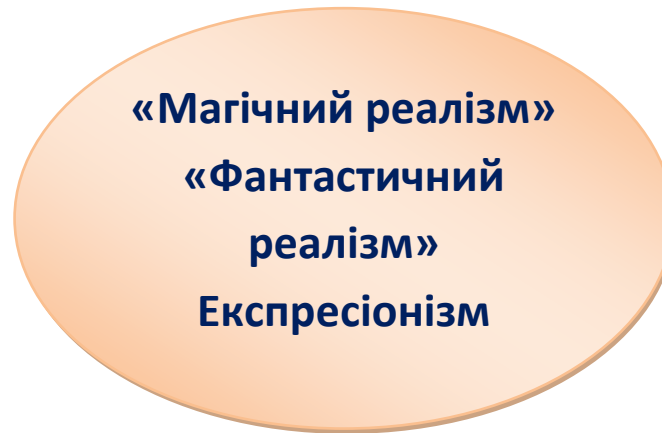 «Магічний реалізм»
«Фантастичний
реалізм»
Експресіонізм